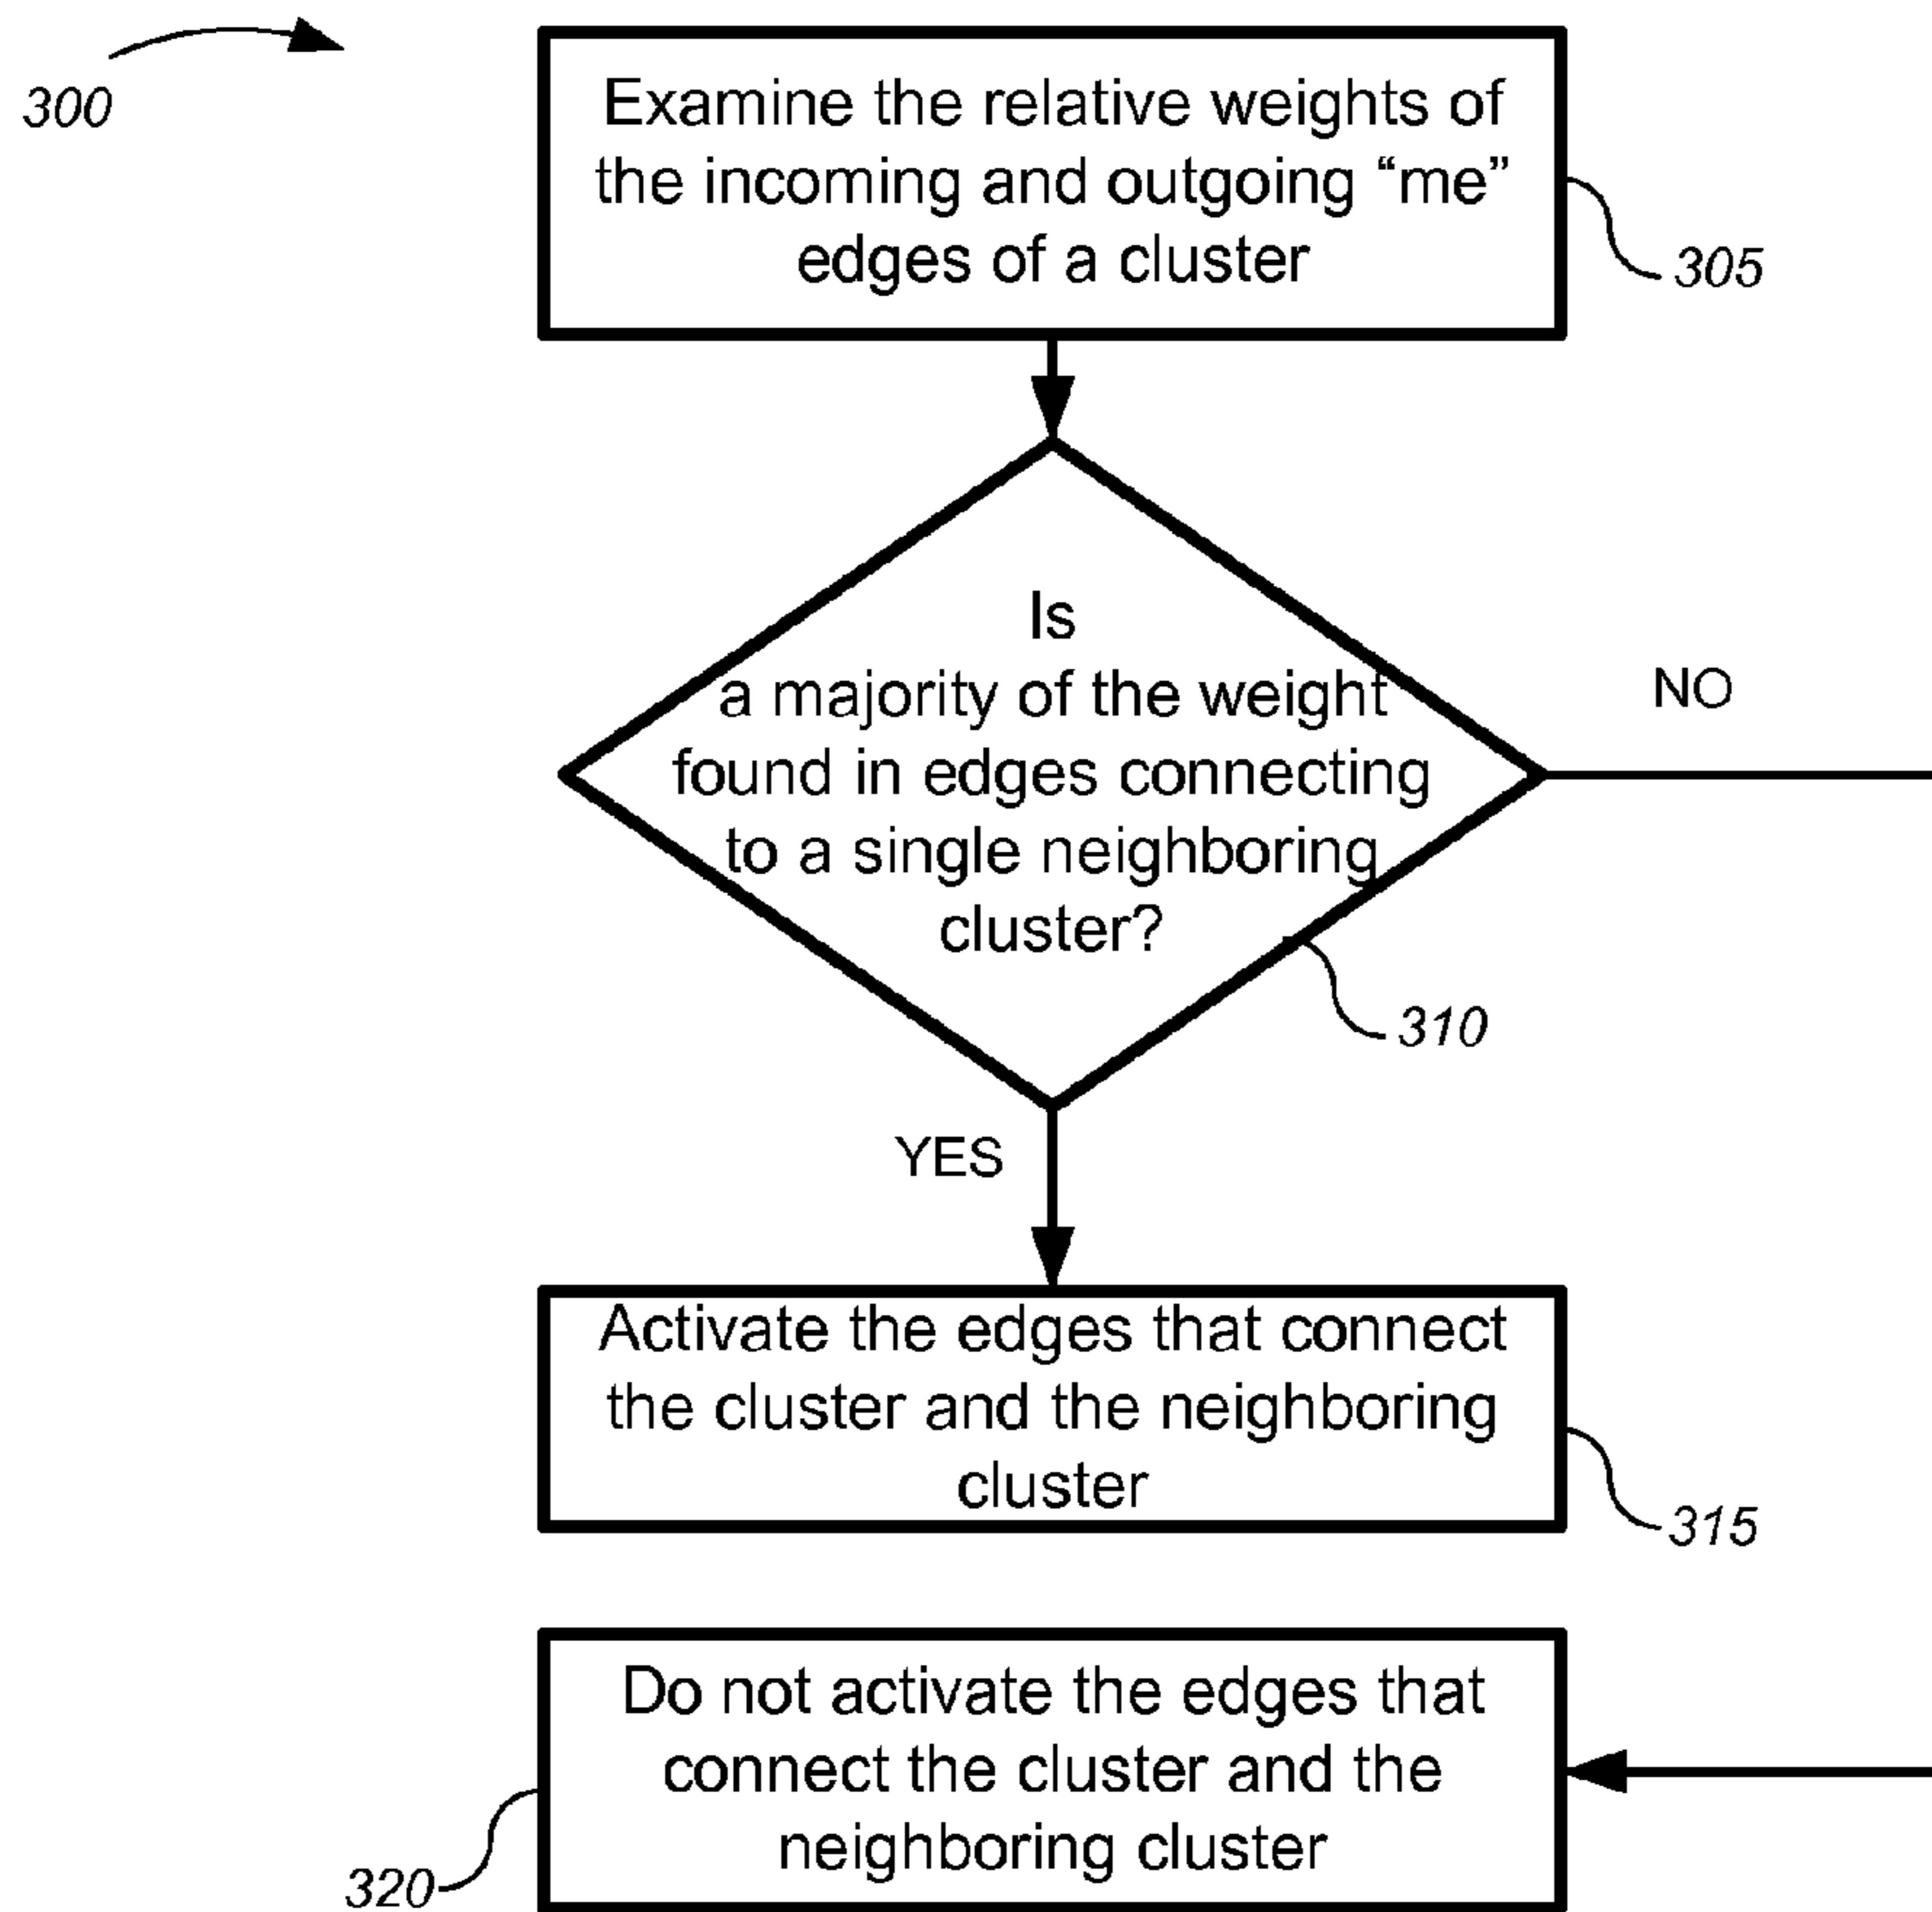 300
Examine the relative weights of
the incoming and outgoing “me”
edges of a cluster
305
Is
a majority of the weight
found in edges connecting
to a single neighboring
cluster?
NO
310
YES
Activate the edges that connect
the cluster and the neighboring
cluster
315
Do not activate the edges that
connect the cluster and the
neighboring cluster
320